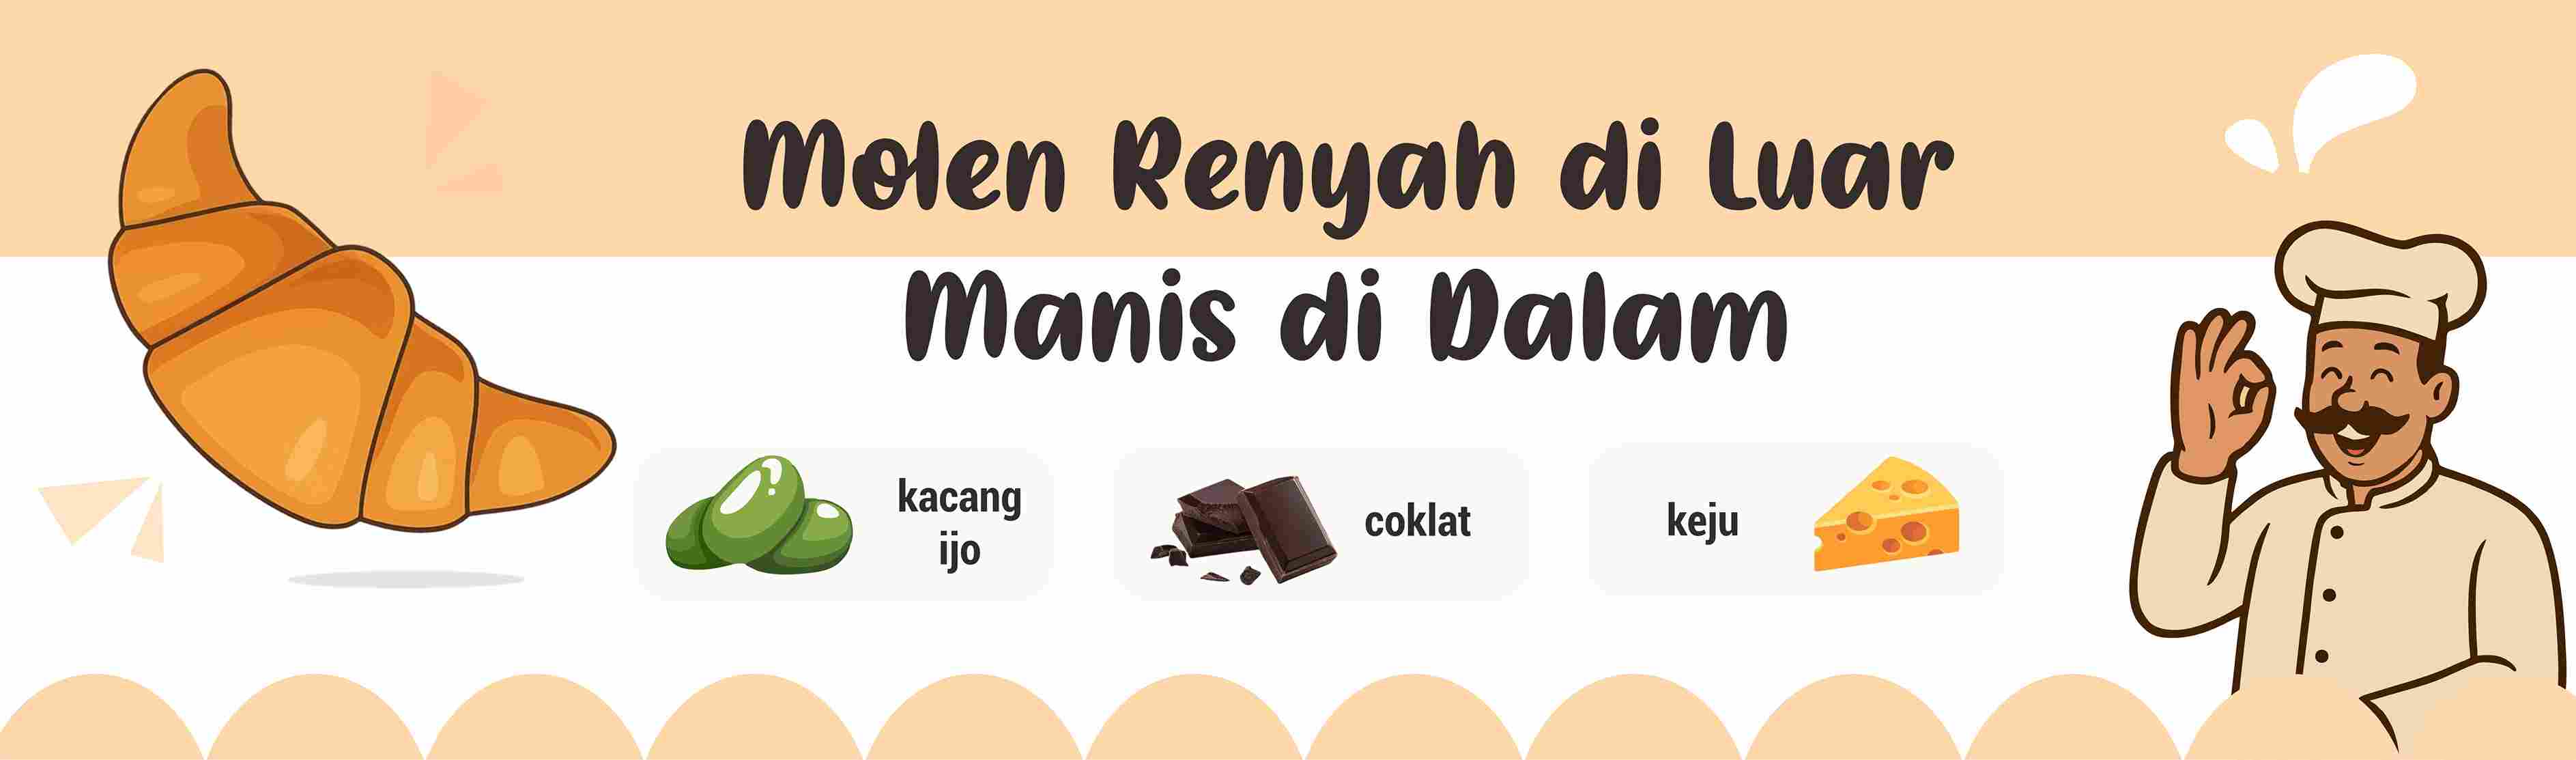 Molen Renyah di Luar
Manis di Dalam
kacang
ijo
coklat
keju